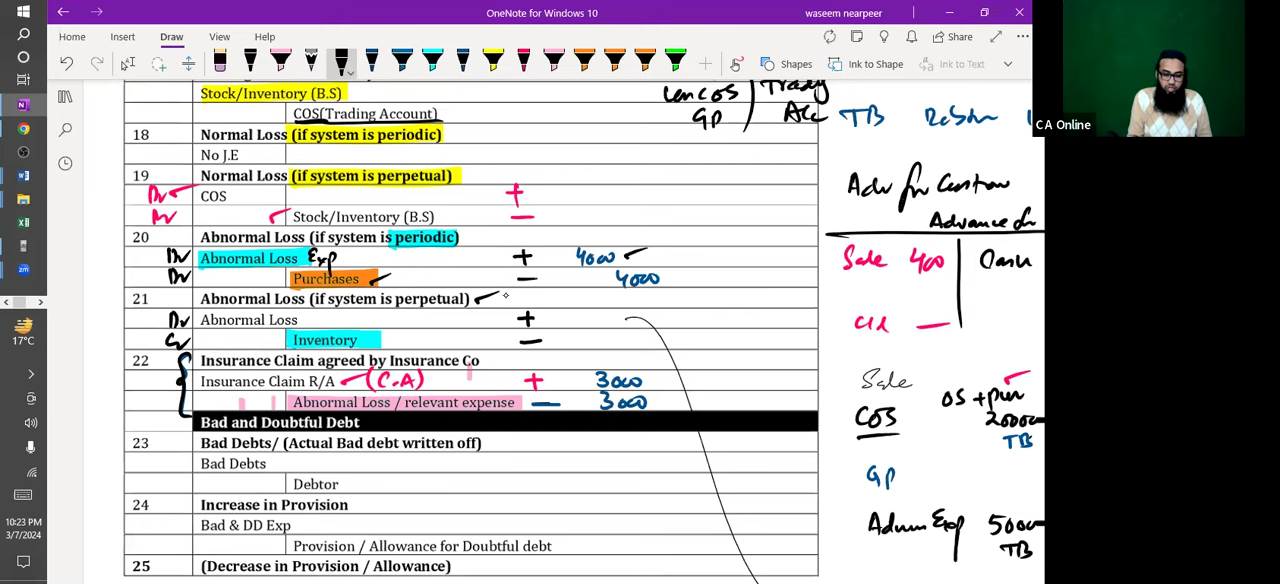 OneNote for Windows 10
waseem nearpeer
Home Insert Draw View Help
Share
Shapes Ink to Shape Ink to Text
Stock/Inventory (B.S)
COS(Trading Account)
GP
Acc
TB
CA Online
18 Normal Loss (if system is periodic)
No J.E
19 Normal Loss (if system is perpetual)
Dr COS +
Stock/Inventory (B.S) −
20 Abnormal Loss (if system is periodic)
Dr Abnormal Loss Exp + 4000
Purchases − 4000
21 Abnormal Loss (if system is perpetual)
Dr Abnormal Loss +
Cr Inventory −
22 Insurance Claim agreed by Insurance Co
Insurance Claim R/A (C.A) + 3000
Abnormal Loss / relevant expense − 3000
Bad and Doubtful Debt
23 Bad Debts/ (Actual Bad debt written off)
Bad Debts
Debtor
24 Increase in Provision
Bad & DD Exp
Provision / Allowance for Doubtful debt
25 (Decrease in Provision / Allowance)
Advance
Sale 400 Cash
Sale
COS OS + pur
TB
GP
Admin Exp 5000
TB
17°C
10:23 PM
3/7/2024